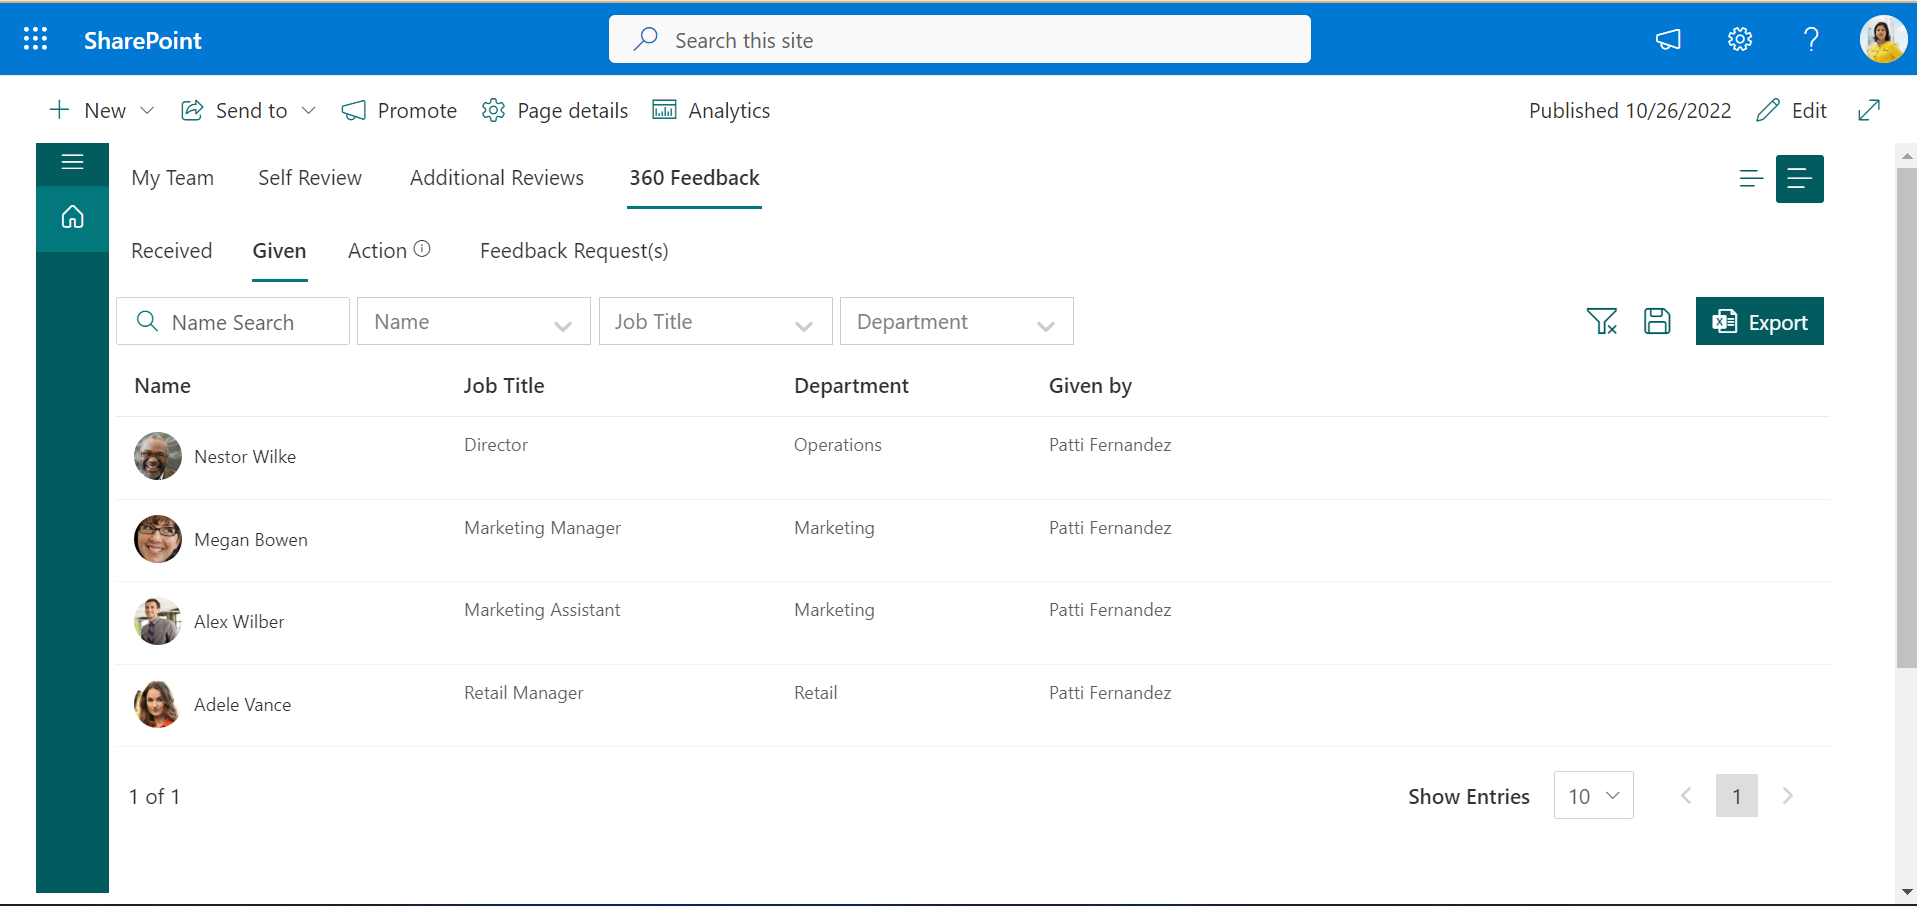 SharePoint
Search this site
New
Send to
Promote
Page details
Analytics
Published 10/26/2022
Edit
My Team
Self Review
Additional Reviews
360 Feedback
Received
Given
Action
Feedback Request(s)
Name Search
Name
Job Title
Department
Export
Name Job Title Department Given by
Nestor Wilke Director Operations Patti Fernandez
Megan Bowen Marketing Manager Marketing Patti Fernandez
Alex Wilber Marketing Assistant Marketing Patti Fernandez
Adele Vance Retail Manager Retail Patti Fernandez
1 of 1
Show Entries
10
1